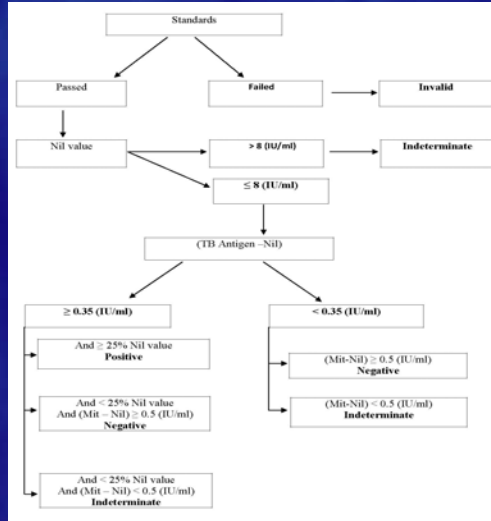 Standards
Passed
Failed
Invalid
Nil value
> 8 (IU/ml)
Indeterminate
≤ 8 (IU/ml)
(TB Antigen –Nil)
≥ 0.35 (IU/ml)
< 0.35 (IU/ml)
And ≥ 25% Nil value
Positive
(Mit-Nil) ≥ 0.5 (IU/ml)
Negative
And < 25% Nil value
And (Mit – Nil) ≥ 0.5 (IU/ml)
Negative
(Mit-Nil) < 0.5 (IU/ml)
Indeterminate
And < 25% Nil value
And (Mit – Nil) < 0.5 (IU/ml)
Indeterminate